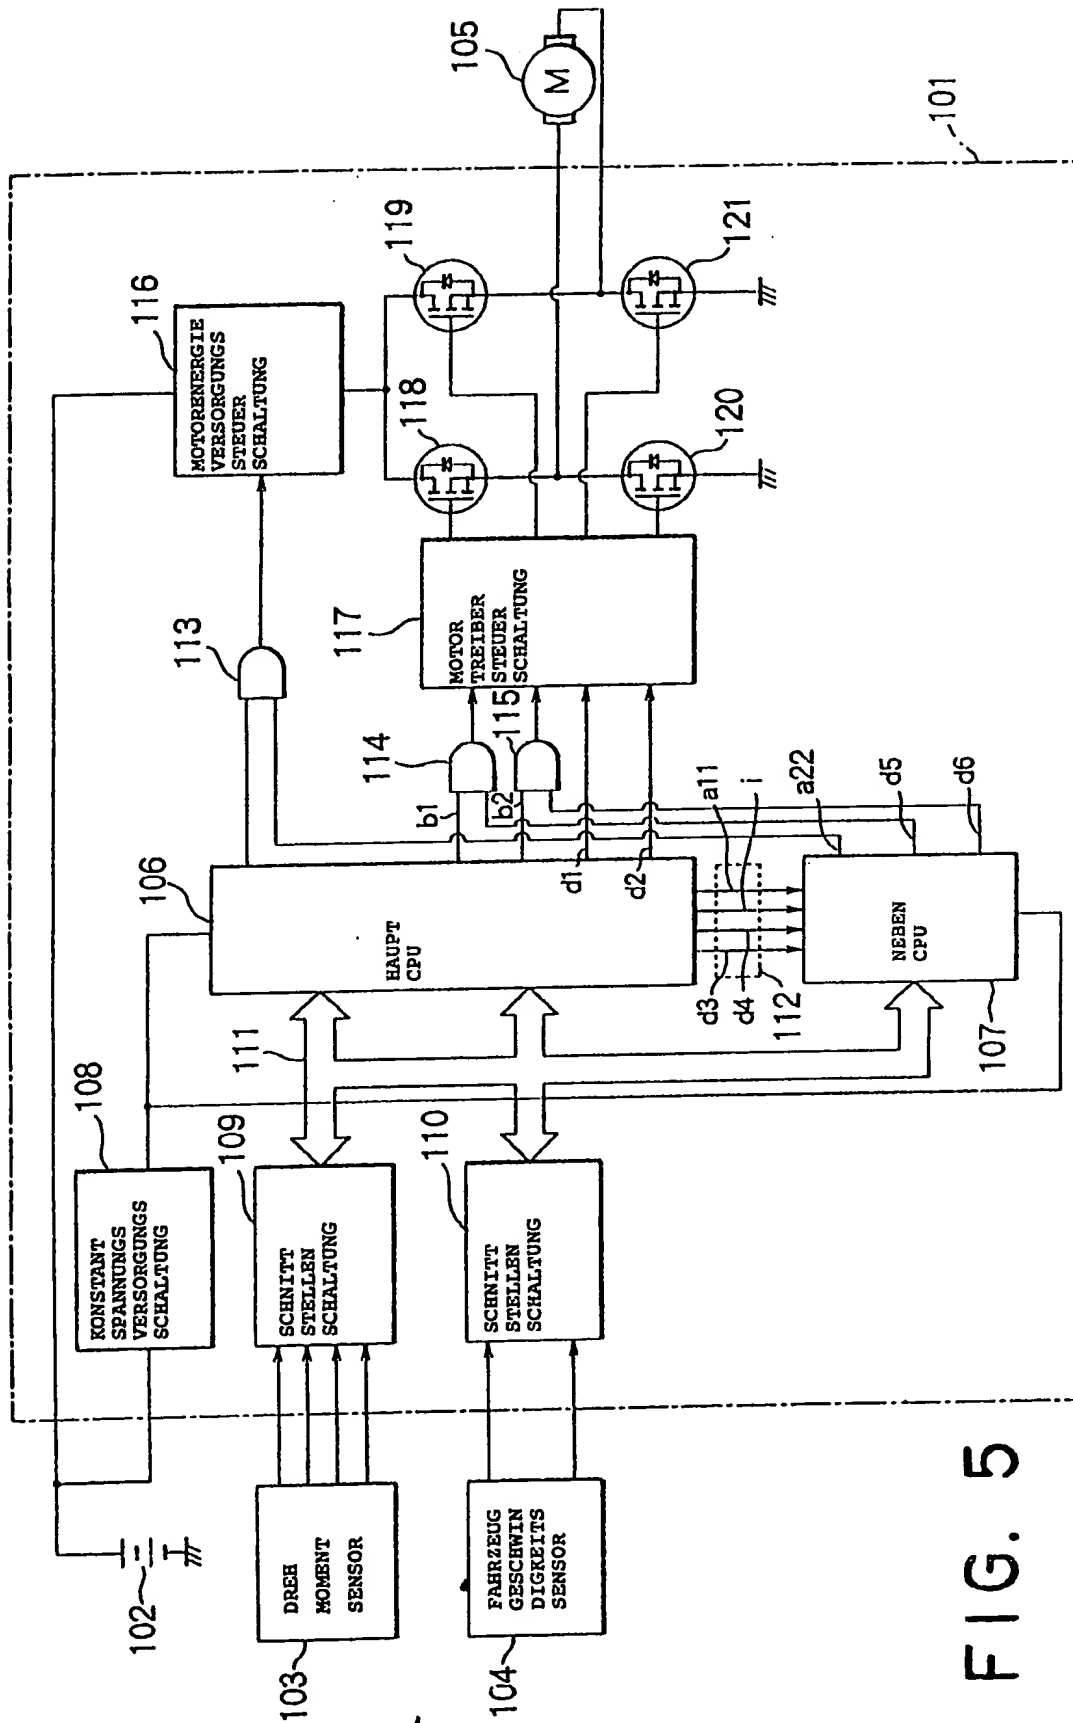 102
103
DREH
MOMENT
SENSOR
104
FAHRZEUG
GESCHWIN
DIGKEITS
SENSOR
108
KONSTANT
SPANNUNGS
VERSORGUNGS
SCHALTUNG
109
SCHNITT
STELLEN
SCHALTUNG
110
SCHNITT
STELLEN
SCHALTUNG
111
106
HAUPT
CPU
b1
b2
d1
d2
d3
d4
112
i
a11
107
NEBEN
CPU
a22
d5
d6
113
114
115
116
MOTORENERGIE
VERSORGUNGS
STEUER
SCHALTUNG
117
MOTOR
TREIBER
STEUER
SCHALTUNG
118
119
120
121
105
M
101
FIG. 5